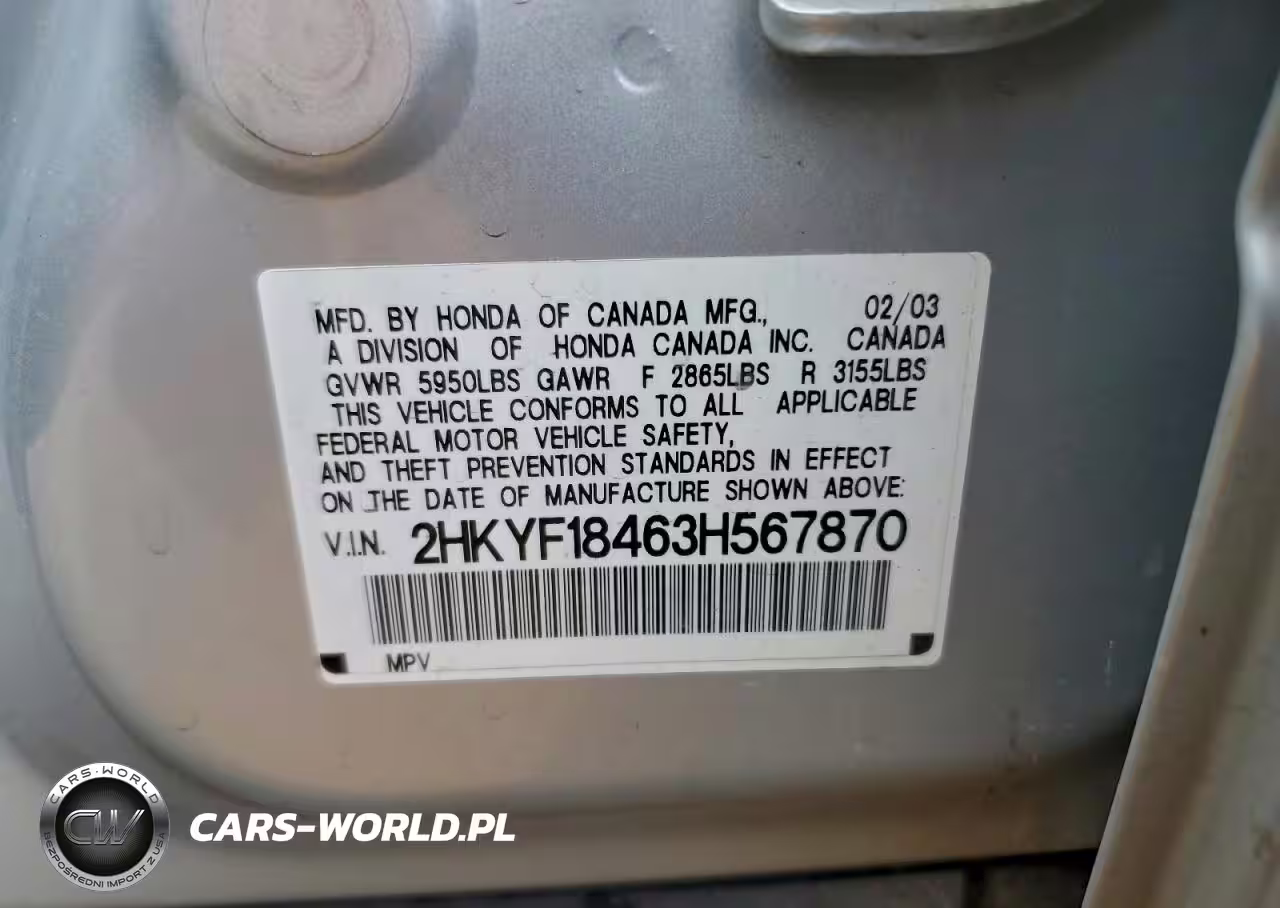 MFD. BY HONDA OF CANADA MFG., 02/03
A DIVISION OF HONDA CANADA INC. CANADA
GVWR 5950LBS GAWR F 2865LBS R 3155LBS
THIS VEHICLE CONFORMS TO ALL APPLICABLE
FEDERAL MOTOR VEHICLE SAFETY,
AND THEFT PREVENTION STANDARDS IN EFFECT
ON THE DATE OF MANUFACTURE SHOWN ABOVE:
V.I.N. 2HKYF18463H567870
MPV
CARS-WORLD
CW
BEZPOŚREDNI IMPORT Z USA
CARS-WORLD.PL